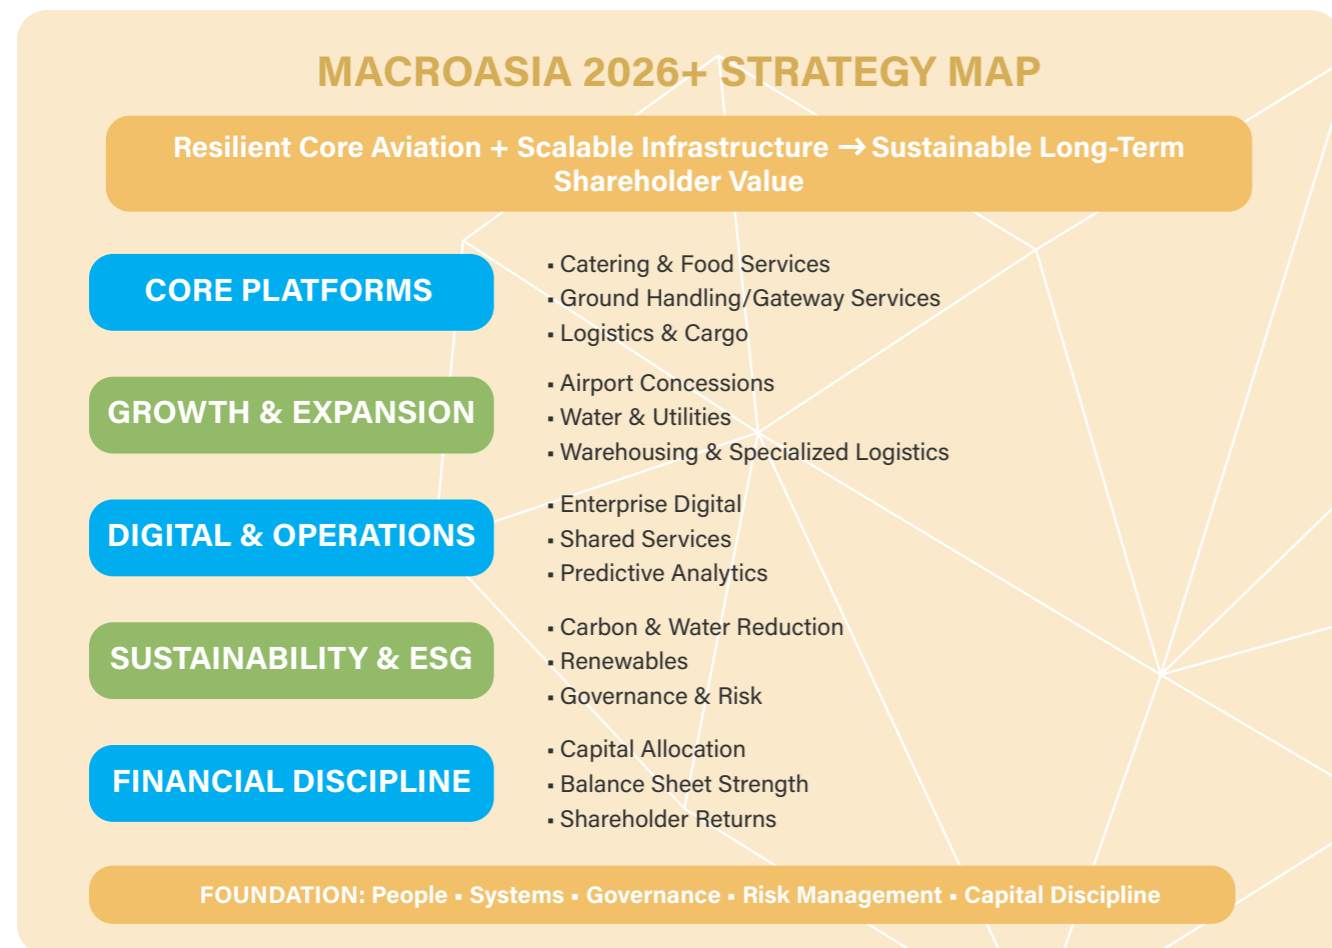 MACROASIA 2026+ STRATEGY MAP
Resilient Core Aviation + Scalable Infrastructure → Sustainable Long-Term
Shareholder Value
CORE PLATFORMS
▪ Catering & Food Services
▪ Ground Handling/Gateway Services
▪ Logistics & Cargo
GROWTH & EXPANSION
▪ Airport Concessions
▪ Water & Utilities
▪ Warehousing & Specialized Logistics
DIGITAL & OPERATIONS
▪ Enterprise Digital
▪ Shared Services
▪ Predictive Analytics
SUSTAINABILITY & ESG
▪ Carbon & Water Reduction
▪ Renewables
▪ Governance & Risk
FINANCIAL DISCIPLINE
▪ Capital Allocation
▪ Balance Sheet Strength
▪ Shareholder Returns
FOUNDATION: People ▪ Systems ▪ Governance ▪ Risk Management ▪ Capital Discipline